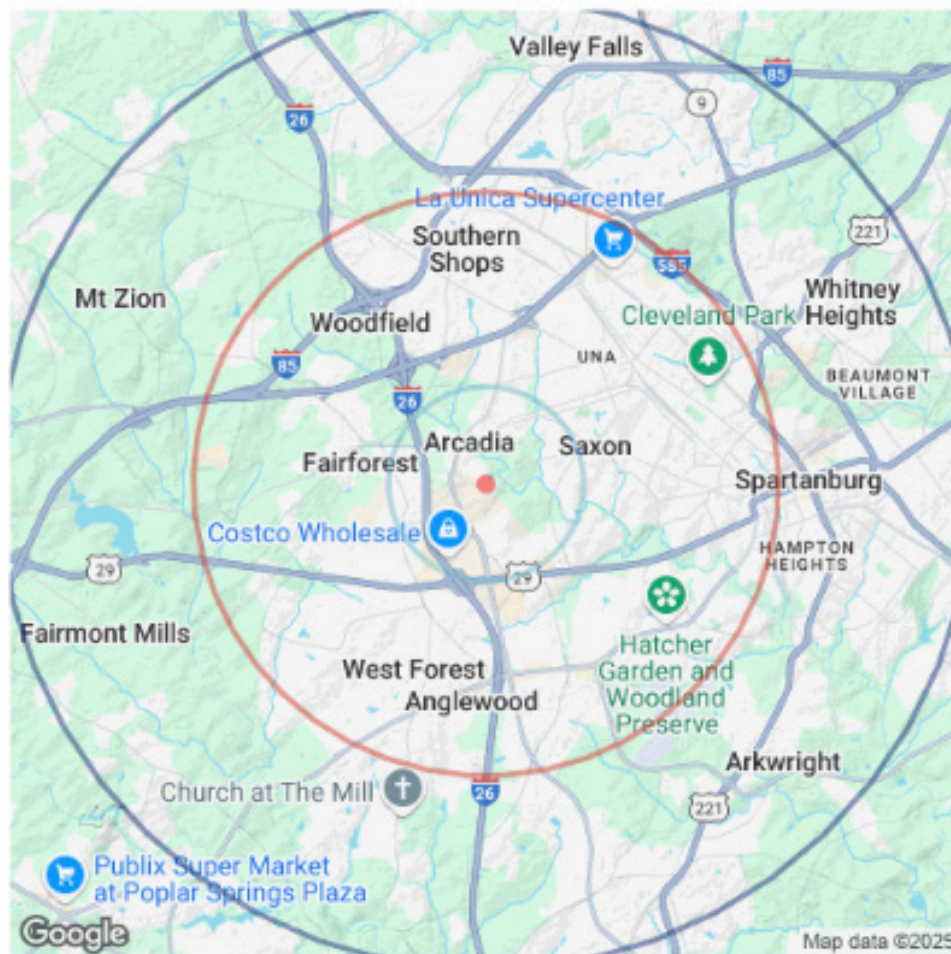 Valley Falls
85
9
26
La Unica Supercenter
221
Southern
Shops
585
Mt Zion
Whitney
Heights
Woodfield
Cleveland Park
UNA
85
BEAUMONT
VILLAGE
26
Arcadia
Saxon
Fairforest
Spartanburg
Costco Wholesale
HAMPTON
HEIGHTS
29
29
Fairmont Mills
Hatcher
Garden and
Woodland
Preserve
West Forest
Anglewood
Arkwright
Church at The Mill
26
221
Publix Super Market
at Poplar Springs Plaza
Google
Map data ©2025